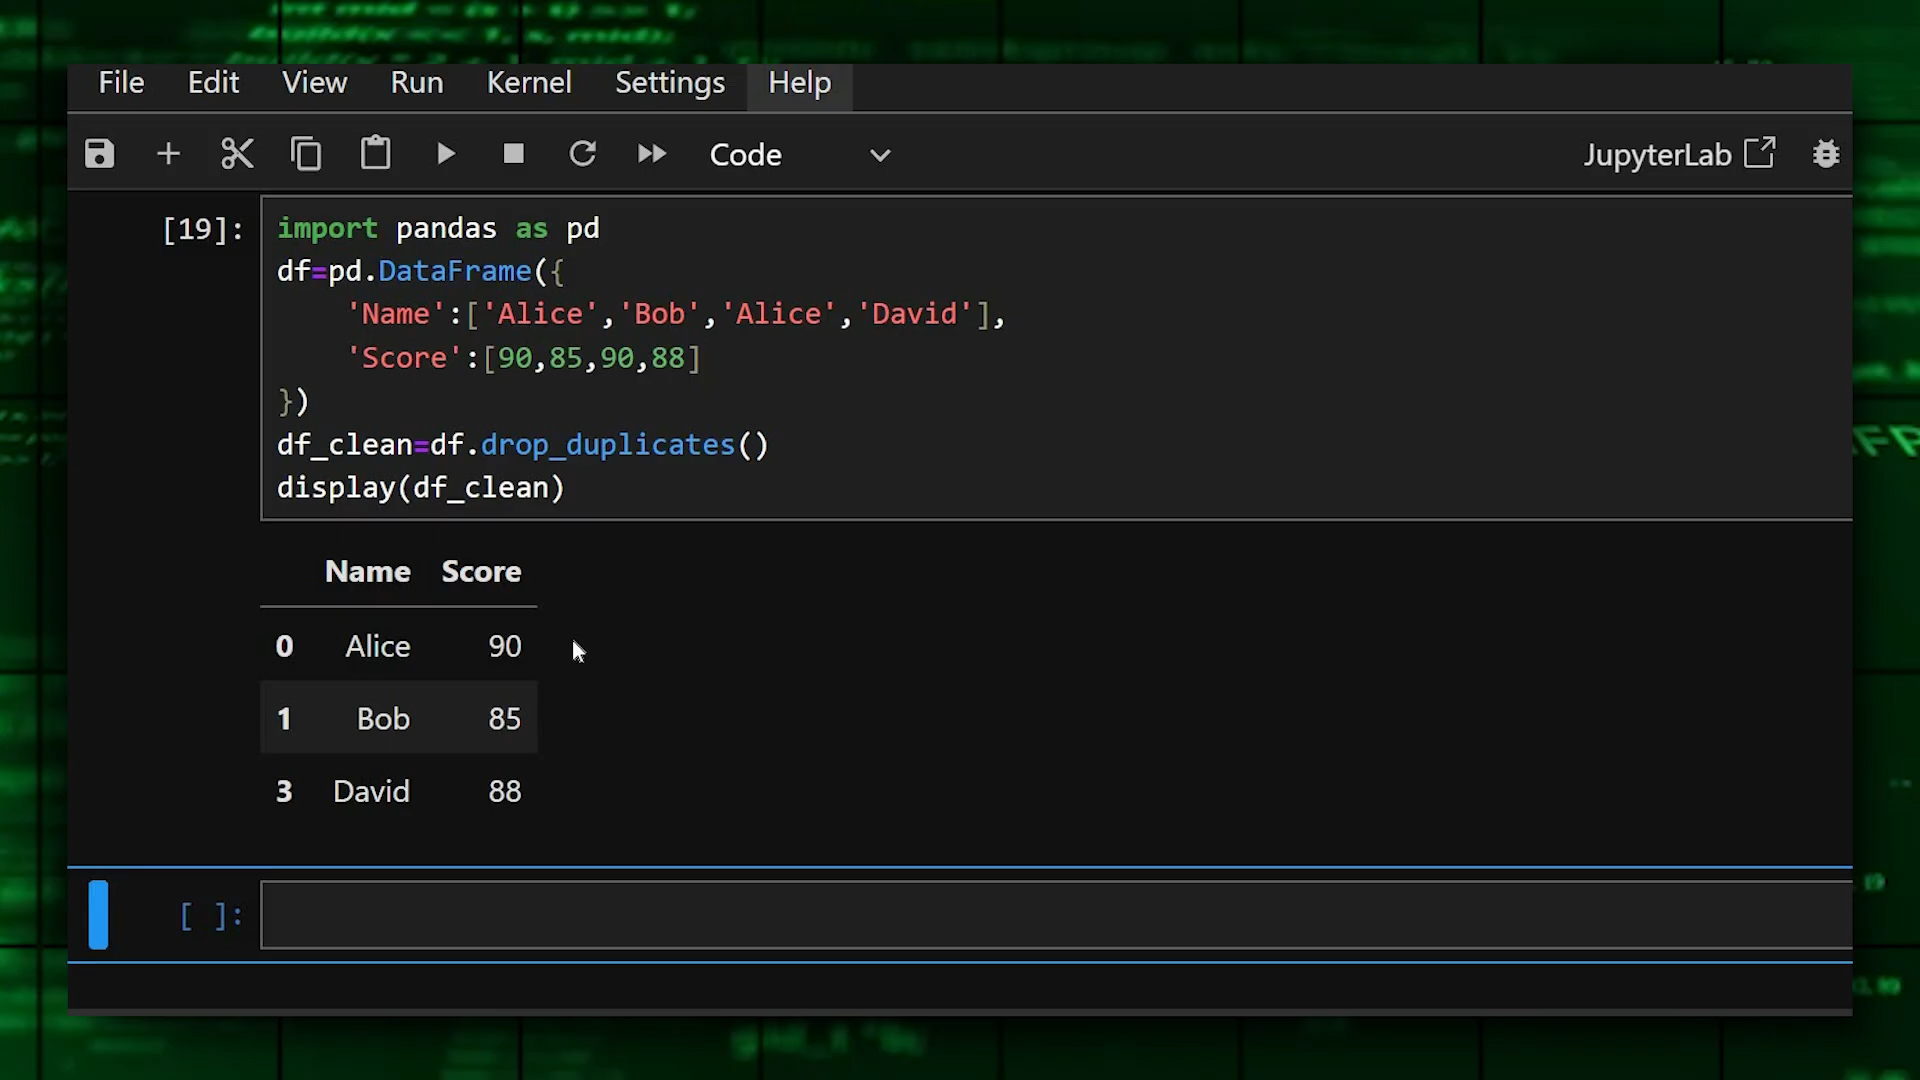 File Edit View Run Kernel Settings Help
Code JupyterLab
[19]: import pandas as pd
df=pd.DataFrame({
'Name':['Alice','Bob','Alice','David'],
'Score':[90,85,90,88]
})
df_clean=df.drop_duplicates()
display(df_clean)
Name Score
0 Alice 90
1 Bob 85
3 David 88
[ ]: